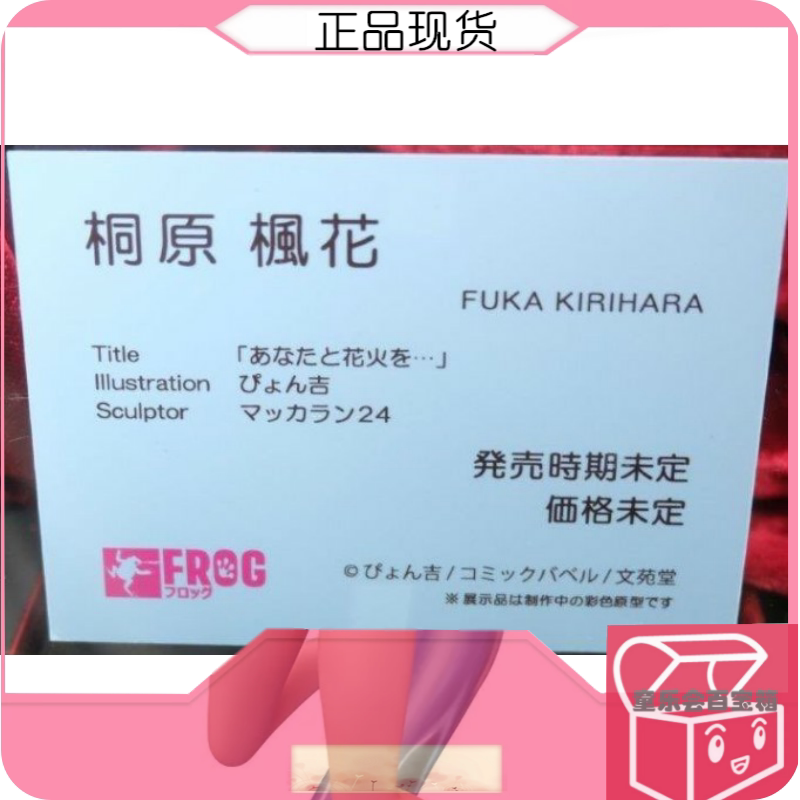 正品现货
桐原 楓花
FUKA KIRIHARA
Title 「あなたと花火を…」
Illustration ぴょん吉
Sculptor マッカラン24
発売時期未定
価格未定
FROG
フロッグ
©ぴょん吉/コミックバベル/文苑堂
※展示品は制作中の彩色原型です
童乐会百宝箱